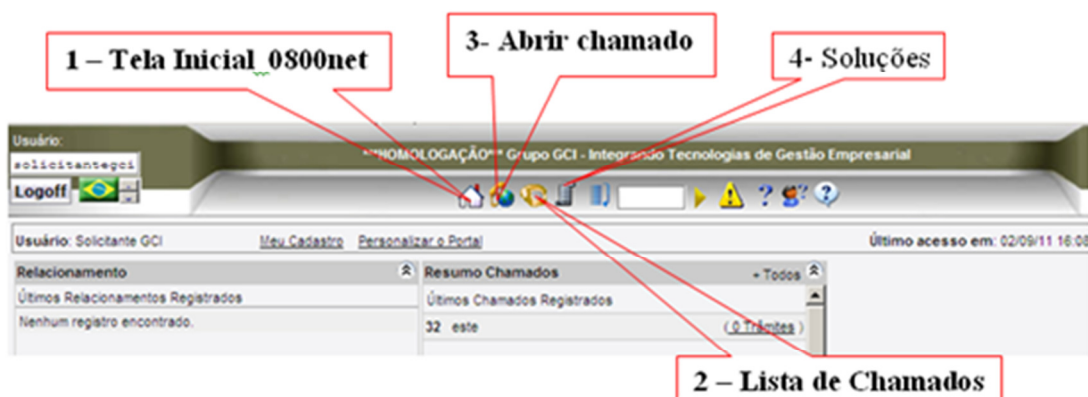 3- Abrir chamado
1 – Tela Inicial 0800net
4- Soluções
Usuário:
solicitantegci
***HOMOLOGAÇÃO*** Grupo GCI - Integrando Tecnologias de Gestão Empresarial
Logoff
Usuário: Solicitante GCI Meu Cadastro Personalizar o Portal Último acesso em: 02/09/11 16:08
Relacionamento Resumo Chamados + Todos
Últimos Relacionamentos Registrados Últimos Chamados Registrados
Nenhum registro encontrado. 32 este ( 0 Trâmites )
2 – Lista de Chamados